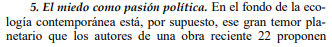 5. El miedo como pasión política. En el fondo de la eco-
logía contemporánea está, por supuesto, ese gran temor pla-
netario que los autores de una obra reciente 22 proponen